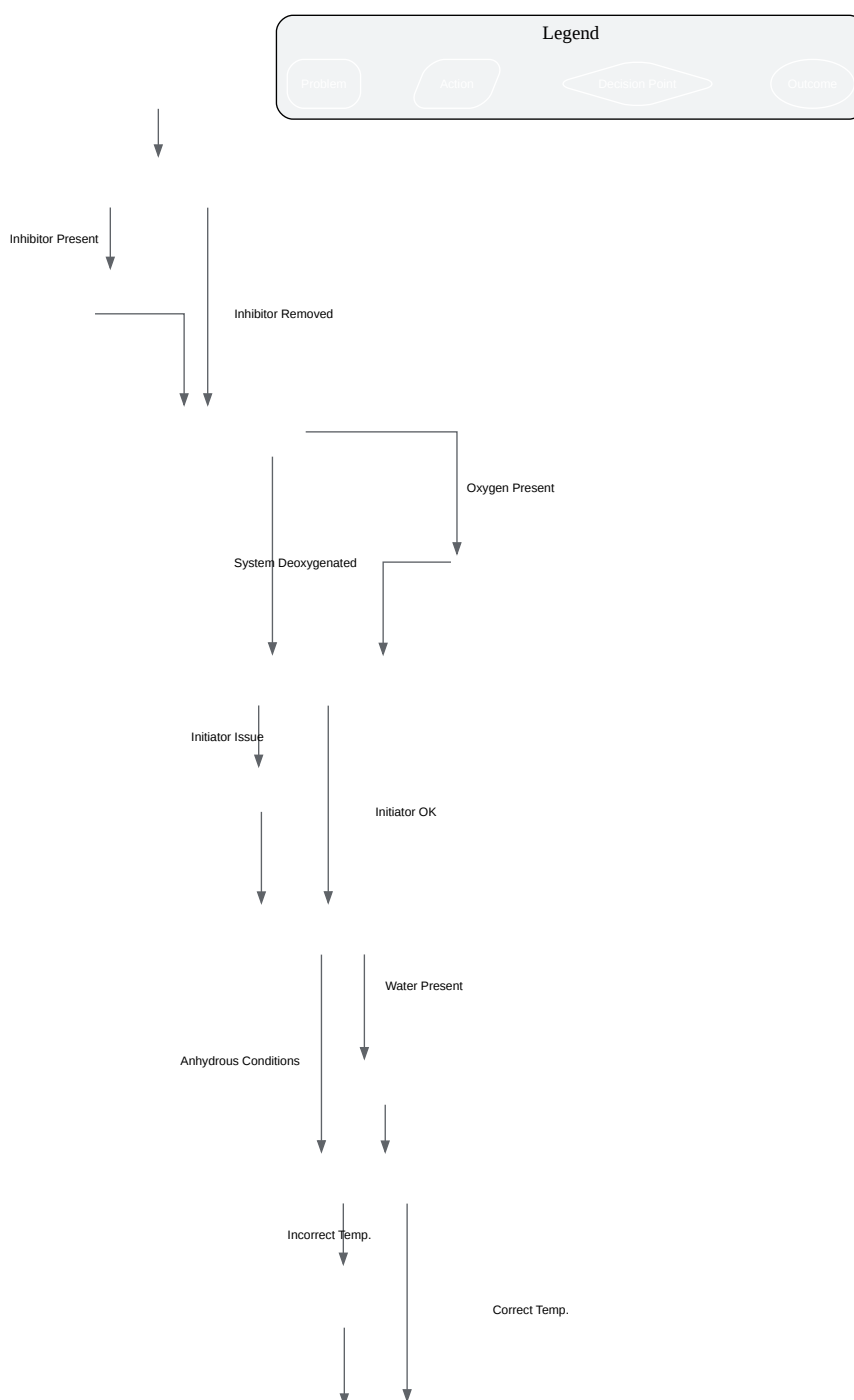 Legend
Problem
Action
Decision Point
Outcome
Inhibitor Present
Inhibitor Removed
Oxygen Present
System Deoxygenated
Initiator Issue
Initiator OK
Water Present
Anhydrous Conditions
Incorrect Temp.
Correct Temp.